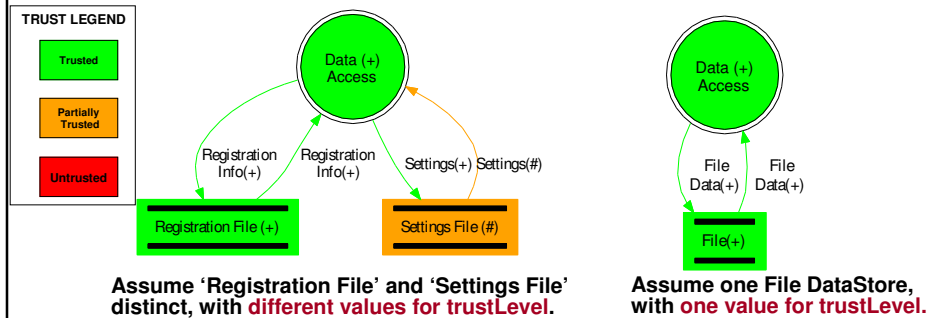 TRUST LEGEND
Trusted
Partially
Trusted
Untrusted
Data (+)
Access
Registration
Info(+)
Registration
Info(+)
Settings(+)
Settings(#)
Registration File (+)
Settings File (#)
Assume ‘Registration File’ and ‘Settings File’
distinct, with different values for trustLevel.
Data (+)
Access
File
Data(+)
File
Data(+)
File(+)
Assume one File DataStore,
with one value for trustLevel.